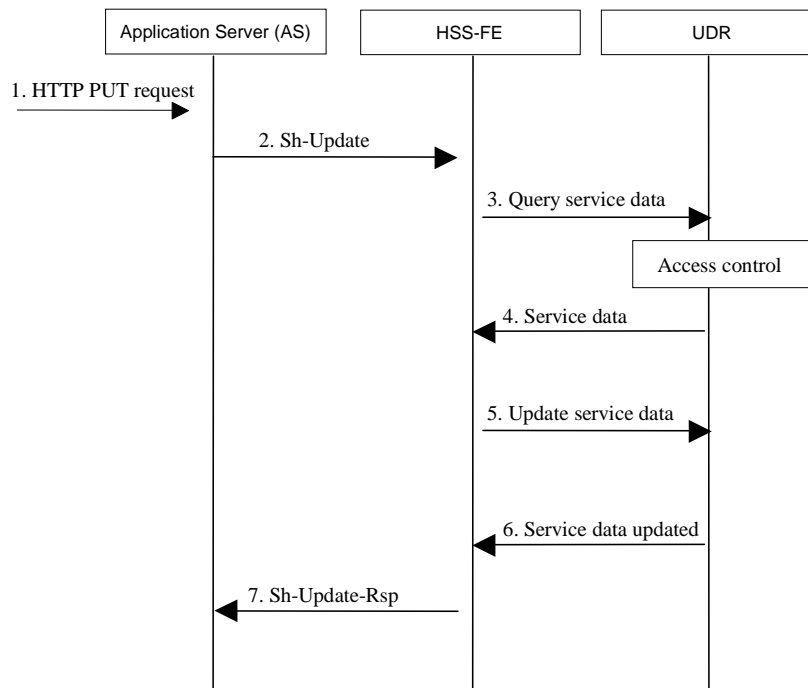 Application Server (AS)
HSS-FE
UDR
1. HTTP PUT request
2. Sh-Update
3. Query service data
Access control
4. Service data
5. Update service data
6. Service data updated
7. Sh-Update-Rsp